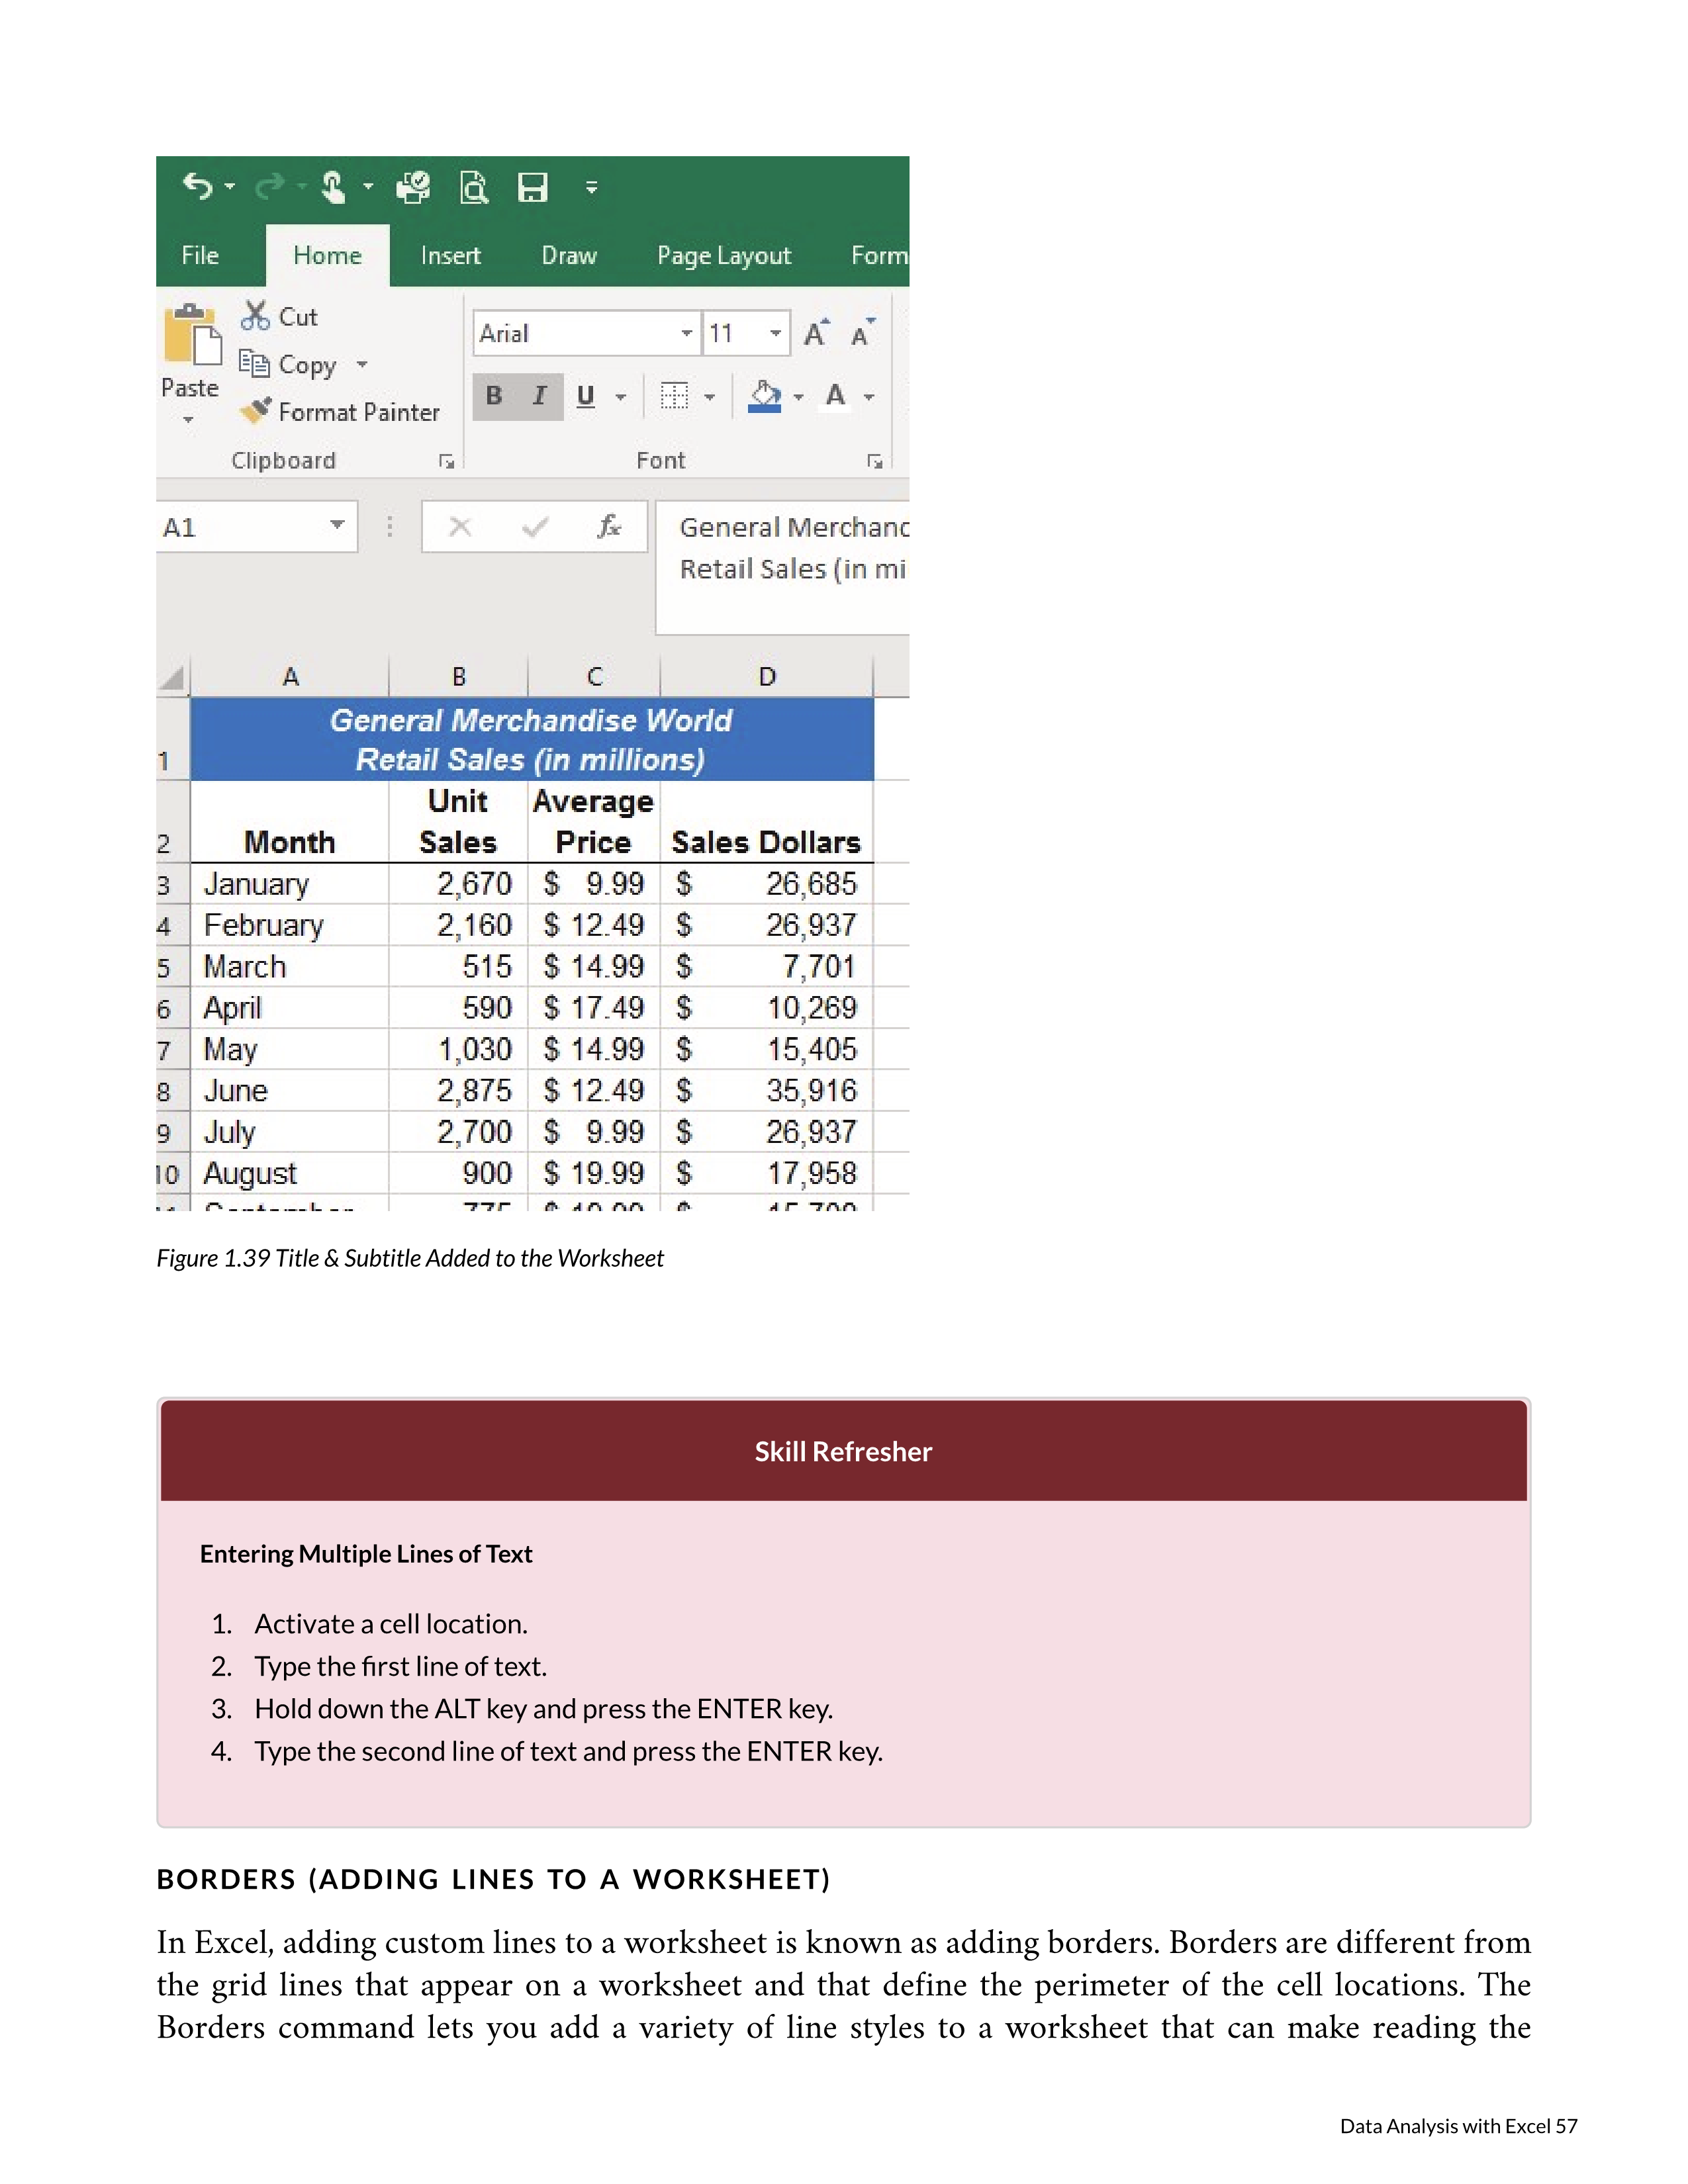 File Home Insert Draw Page Layout Form
Cut
Copy
Paste
Format Painter
Clipboard
Arial 11 A A
B I U A
Font
A1 fx General Merchanc
Retail Sales (in mi
A B C D
General Merchandise World
1 Retail Sales (in millions)
Unit Average
2 Month Sales Price Sales Dollars
3 January 2,670 $ 9.99 $ 26,685
4 February 2,160 $ 12.49 $ 26,937
5 March 515 $ 14.99 $ 7,701
6 April 590 $ 17.49 $ 10,269
7 May 1,030 $ 14.99 $ 15,405
8 June 2,875 $ 12.49 $ 35,916
9 July 2,700 $ 9.99 $ 26,937
10 August 900 $ 19.99 $ 17,958
Figure 1.39 Title & Subtitle Added to the Worksheet
Skill Refresher
Entering Multiple Lines of Text
1. Activate a cell location.
2. Type the first line of text.
3. Hold down the ALT key and press the ENTER key.
4. Type the second line of text and press the ENTER key.
BORDERS (ADDING LINES TO A WORKSHEET)
In Excel, adding custom lines to a worksheet is known as adding borders. Borders are different from
the grid lines that appear on a worksheet and that define the perimeter of the cell locations. The
Borders command lets you add a variety of line styles to a worksheet that can make reading the
Data Analysis with Excel 57